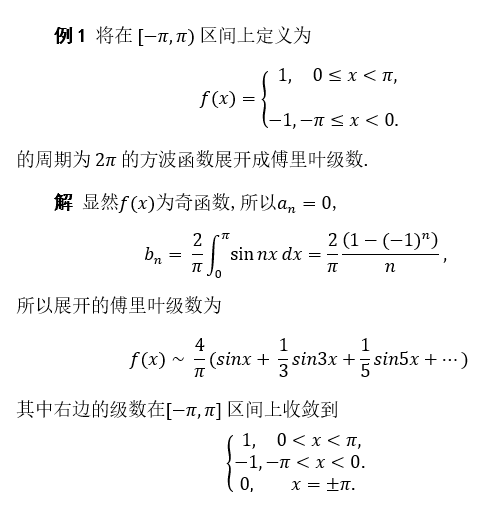 例1 将在 [−π, π) 区间上定义为
f(x) = { 1, 0 ≤ x < π,
−1, −π ≤ x < 0.
的周期为 2π 的方波函数展开成傅里叶级数.
解 显然f(x)为奇函数, 所以aₙ = 0,
bₙ = 2/π ∫₀^π sin nx dx = 2/π (1 − (−1)ⁿ)/n ,
所以展开的傅里叶级数为
f(x) ~ 4/π (sinx + 1/3 sin3x + 1/5 sin5x + ⋯ )
其中右边的级数在[−π, π] 区间上收敛到
{ 1, 0 < x < π,
−1, −π < x < 0.
0, x = ±π.